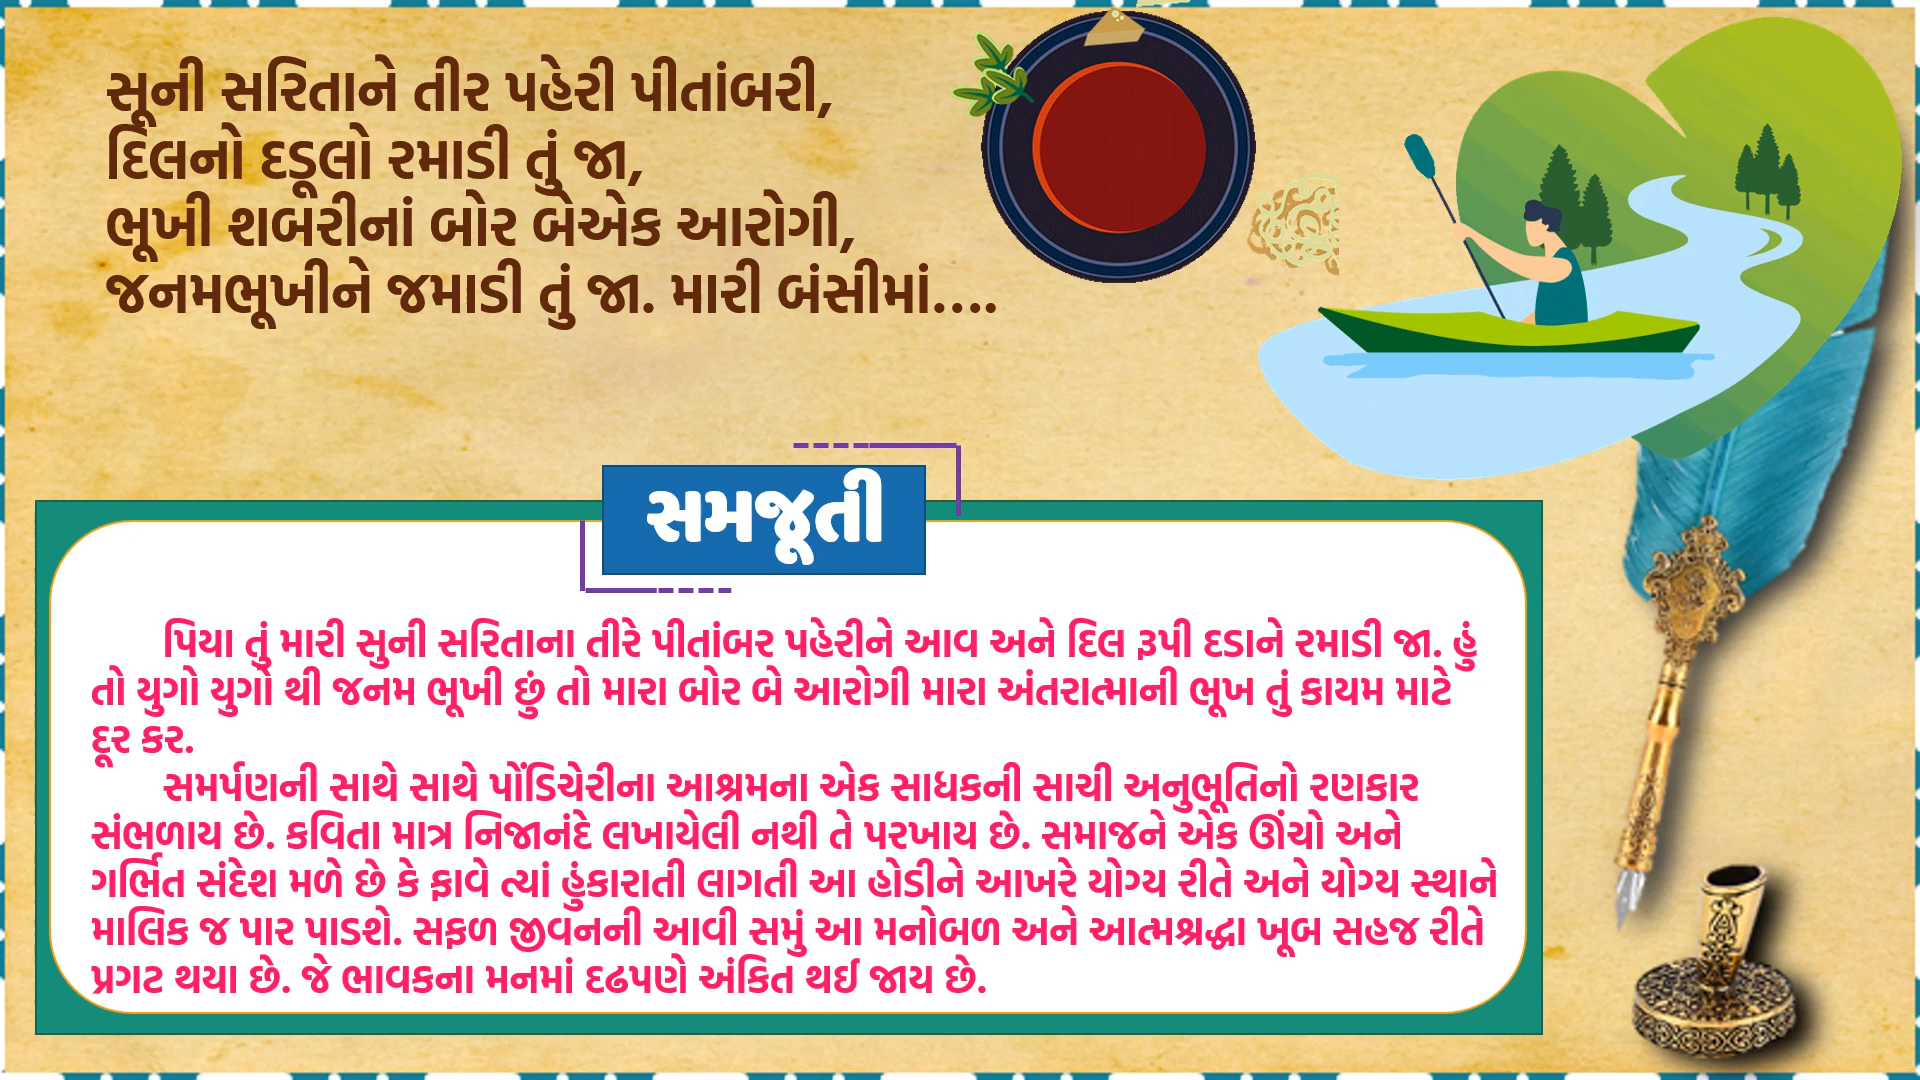 સૂની સરિતાને તીર પહેરી પીતાંબરી,
દિલનો દડૂલો રમાડી તું જા,
ભૂખી શબરીનાં બોર બેએક આરોગી,
જનમભૂખીને જમાડી તું જા. મારી બંસીમાં....
સમજૂતી
પિયા તું મારી સુની સરિતાના તીરે પીતાંબર પહેરીને આવ અને દિલ રૂપી દડાને રમાડી જા. હું
તો યુગો યુગો થી જનમ ભૂખી છું તો મારા બોર બે આરોગી મારા અંતરાત્માની ભૂખ તું કાયમ માટે
દૂર કર.
સમર્પણની સાથે સાથે પોંડિચેરીના આશ્રમના એક સાધકની સાચી અનુભૂતિનો રણકાર
સંભળાય છે. કવિતા માત્ર નિજાનંદે લખાયેલી નથી તે પરખાય છે. સમાજને એક ઊંચો અને
ગર્ભિત સંદેશ મળે છે કે ફાવે ત્યાં હુંકારાતી લાગતી આ હોડીને આખરે યોગ્ય રીતે અને યોગ્ય સ્થાને
માલિક જ પાર પાડશે. સફળ જીવનની આવી સમું આ મનોબળ અને આત્મશ્રદ્ધા ખૂબ સહજ રીતે
પ્રગટ થયા છે. જે ભાવકના મનમાં દઢપણે અંકિત થઈ જાય છે.